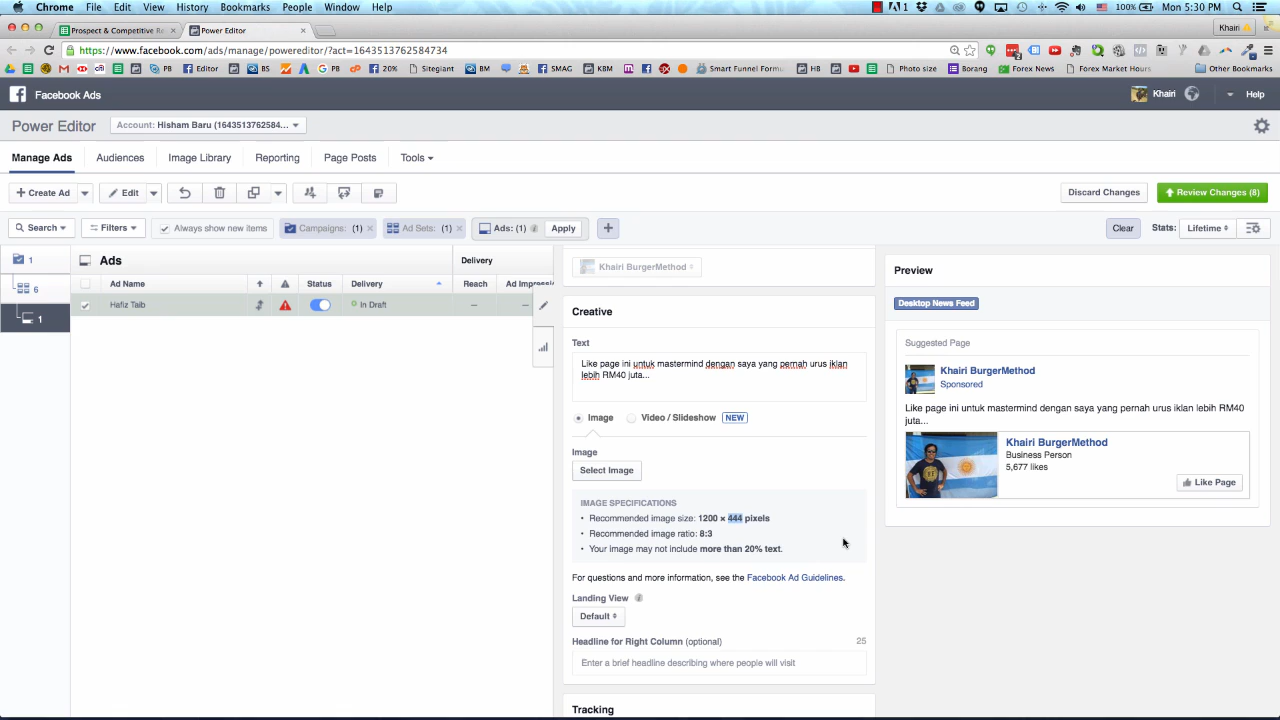 Chrome File Edit View History Bookmarks People Window Help
1 100% Mon 5:30 PM
Prospect & Competitive Re
Power Editor
Khairi
https://www.facebook.com/ads/manage/powereditor/?act=1643513762584734
PB Editor BS G PB 20% Sitegiant BM SMAG KBM HB Smart Funnel Formu Photo size Borang Forex News Forex Market Hours Other Bookmarks
Facebook Ads
Khairi Help
Power Editor
Account: Hisham Baru (1643513762584...
Manage Ads Audiences Image Library Reporting Page Posts Tools
+ Create Ad Edit
Discard Changes Review Changes (8)
Search Filters Always show new items Campaigns: (1) × Ad Sets: (1) × Ads: (1) Apply +
Clear Stats: Lifetime
1
6
1
Ads Delivery
Ad Name Status Delivery Reach Ad Impress
Hafiz Taib In Draft — —
Khairi BurgerMethod
Creative
Text
Like page ini untuk mastermind dengan saya yang pernah urus iklan
lebih RM40 juta...
Image Video / Slideshow NEW
Image
Select Image
IMAGE SPECIFICATIONS
• Recommended image size: 1200 × 444 pixels
• Recommended image ratio: 8:3
• Your image may not include more than 20% text.
For questions and more information, see the Facebook Ad Guidelines.
Landing View
Default
Headline for Right Column (optional) 25
Enter a brief headline describing where people will visit
Tracking
Preview
Desktop News Feed
Suggested Page
Khairi BurgerMethod
Sponsored
Like page ini untuk mastermind dengan saya yang pernah urus iklan lebih RM40
juta...
Khairi BurgerMethod
Business Person
5,677 likes
Like Page